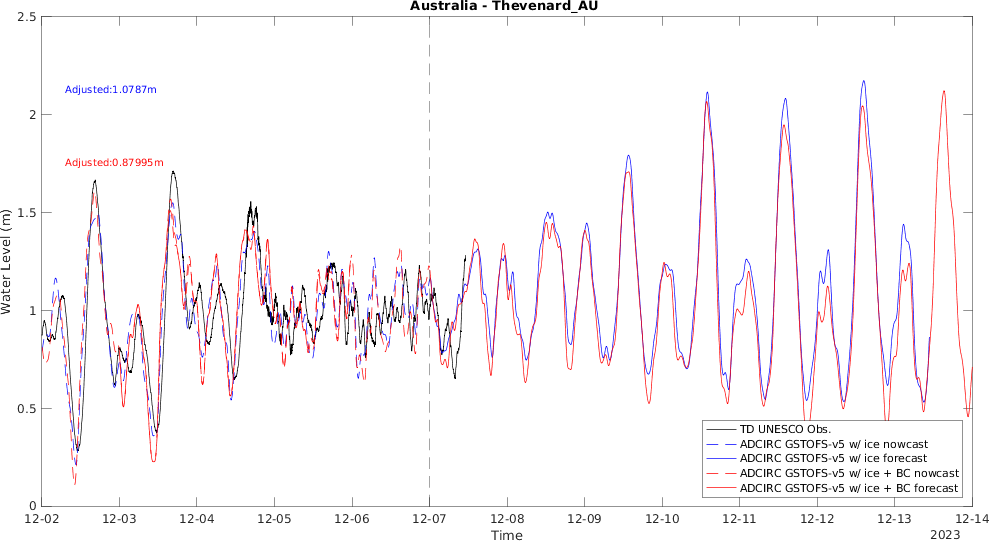 Australia - Thevenard_AU
2.5
Adjusted:1.0787m
2
Adjusted:0.87995m
1.5
Water Level (m)
1
0.5
TD UNESCO Obs.
ADCIRC GSTOFS-v5 w/ ice nowcast
ADCIRC GSTOFS-v5 w/ ice forecast
ADCIRC GSTOFS-v5 w/ ice + BC nowcast
ADCIRC GSTOFS-v5 w/ ice + BC forecast
0
12-02 12-03 12-04 12-05 12-06 12-07 12-08 12-09 12-10 12-11 12-12 12-13 12-14
Time
2023